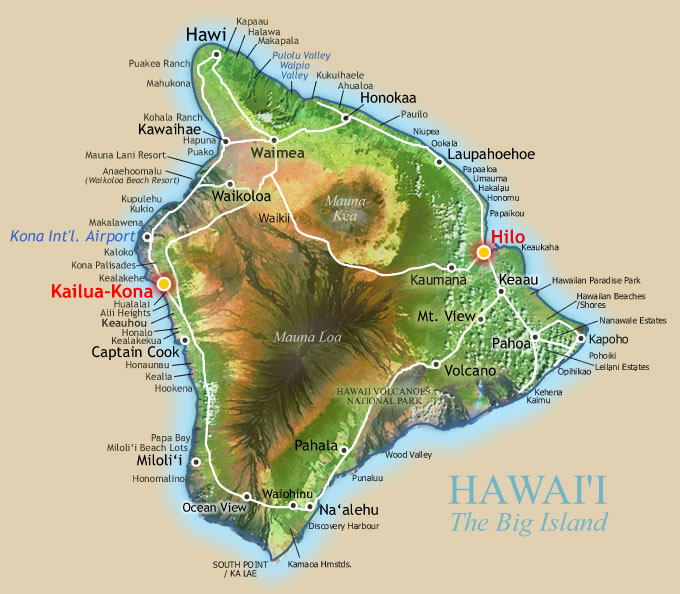 Kapaau
Halawa
Makapala
Hawi
Pulolu Valley
Waipio
Valley
Kukuihaele
Ahualoa
Honokaa
Puakea Ranch
Mahukona
Kohala Ranch
Kawaihae
Hapuna
Puako
Mauna Lani Resort
Anaehoomalu
(Waikoloa Beach Resort)
Waimea
Waikoloa
Waikii
Mauna
Kea
Pauilo
Niupea
Ookala
Laupahoehoe
Papaaloa
Umauma
Hakalau
Honomu
Papaikou
Hilo
Keaukaha
Kupulehu
Kukio
Makalawena
Kona Int'l. Airport
Kaloko
Kona Palisades
Kealakehe
Kailua-Kona
Hualalai
Alii Heights
Keauhou
Honalo
Kealakekua
Captain Cook
Honaunau
Kealia
Hookena
Mauna Loa
Kaumana
Keaau
Mt. View
Hawaiian Paradise Park
Hawaiian Beaches
/Shores
Nanawale Estates
Pahoa
Kapoho
Pohoiki
Leilani Estates
Opihikao
Kehena
Kaimu
Volcano
HAWAII VOLCANOES
NATIONAL PARK
Papa Bay
Miloli'i Beach Lots
Miloli'i
Honomalino
Pahala
Wood Valley
Punaluu
Ocean View
Waiohinu
Na'alehu
Discovery Harbour
SOUTH POINT
/ KA LAE
Kamaoa Hmstds.
HAWAI'I
The Big Island